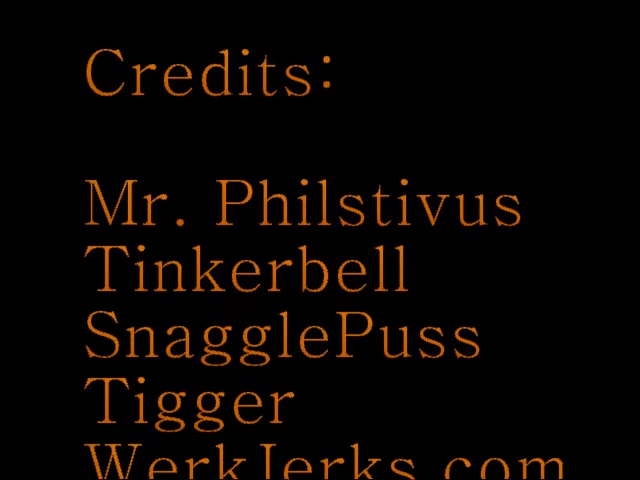 Credits:
Mr. Philstivus
Tinkerbell
SnagglePuss
Tigger
WerkJerks.com